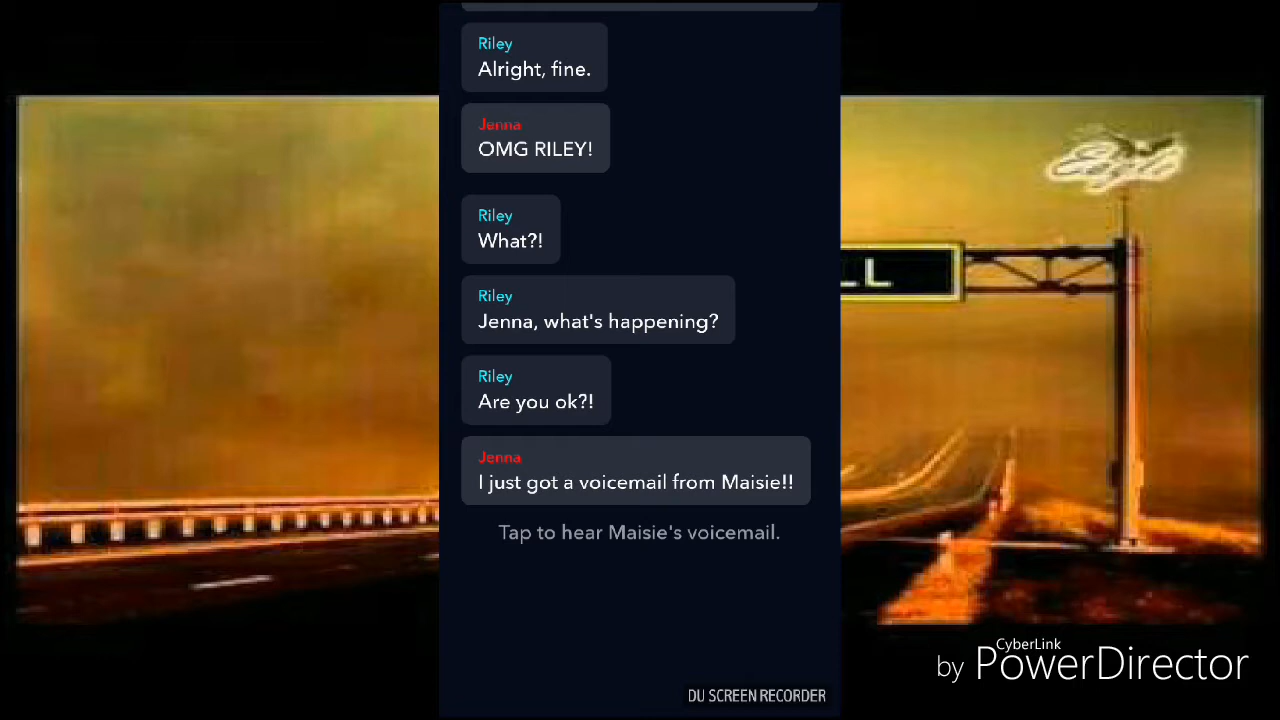 Riley
Alright, fine.
Jenna
OMG RILEY!
Riley
What?!
Riley
Jenna, what's happening?
Riley
Are you ok?!
Jenna
I just got a voicemail from Maisie!!
Tap to hear Maisie's voicemail.
LL
CyberLink
by PowerDirector
DU SCREEN RECORDER